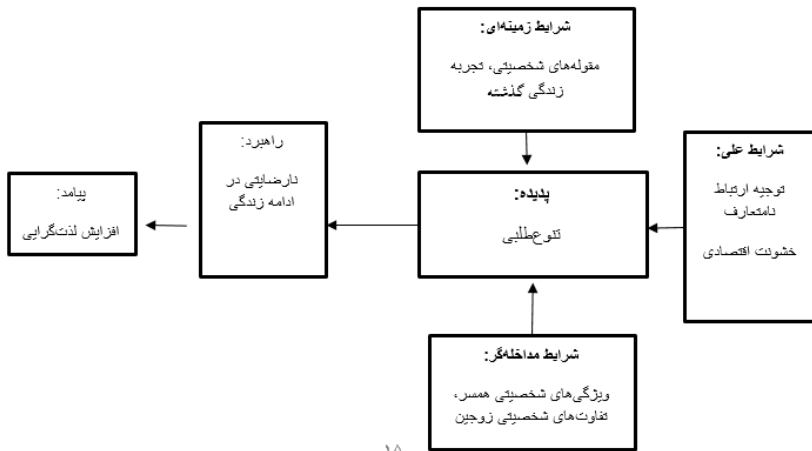 شرایط زمینه‌ای:
مقوله‌های شخصیتی، تجربه
زندگی گذشته
شرایط علی:
توجیه ارتباط
نامتعارف
خشونت اقتصادی
پدیده:
تنوع‌طلبی
راهبرد:
نارضایتی در
ادامه زندگی
پیامد:
افزایش لذت‌گرایی
شرایط مداخله‌گر:
ویژگی‌های شخصیتی همسر،
تفاوت‌های شخصیتی زوجین